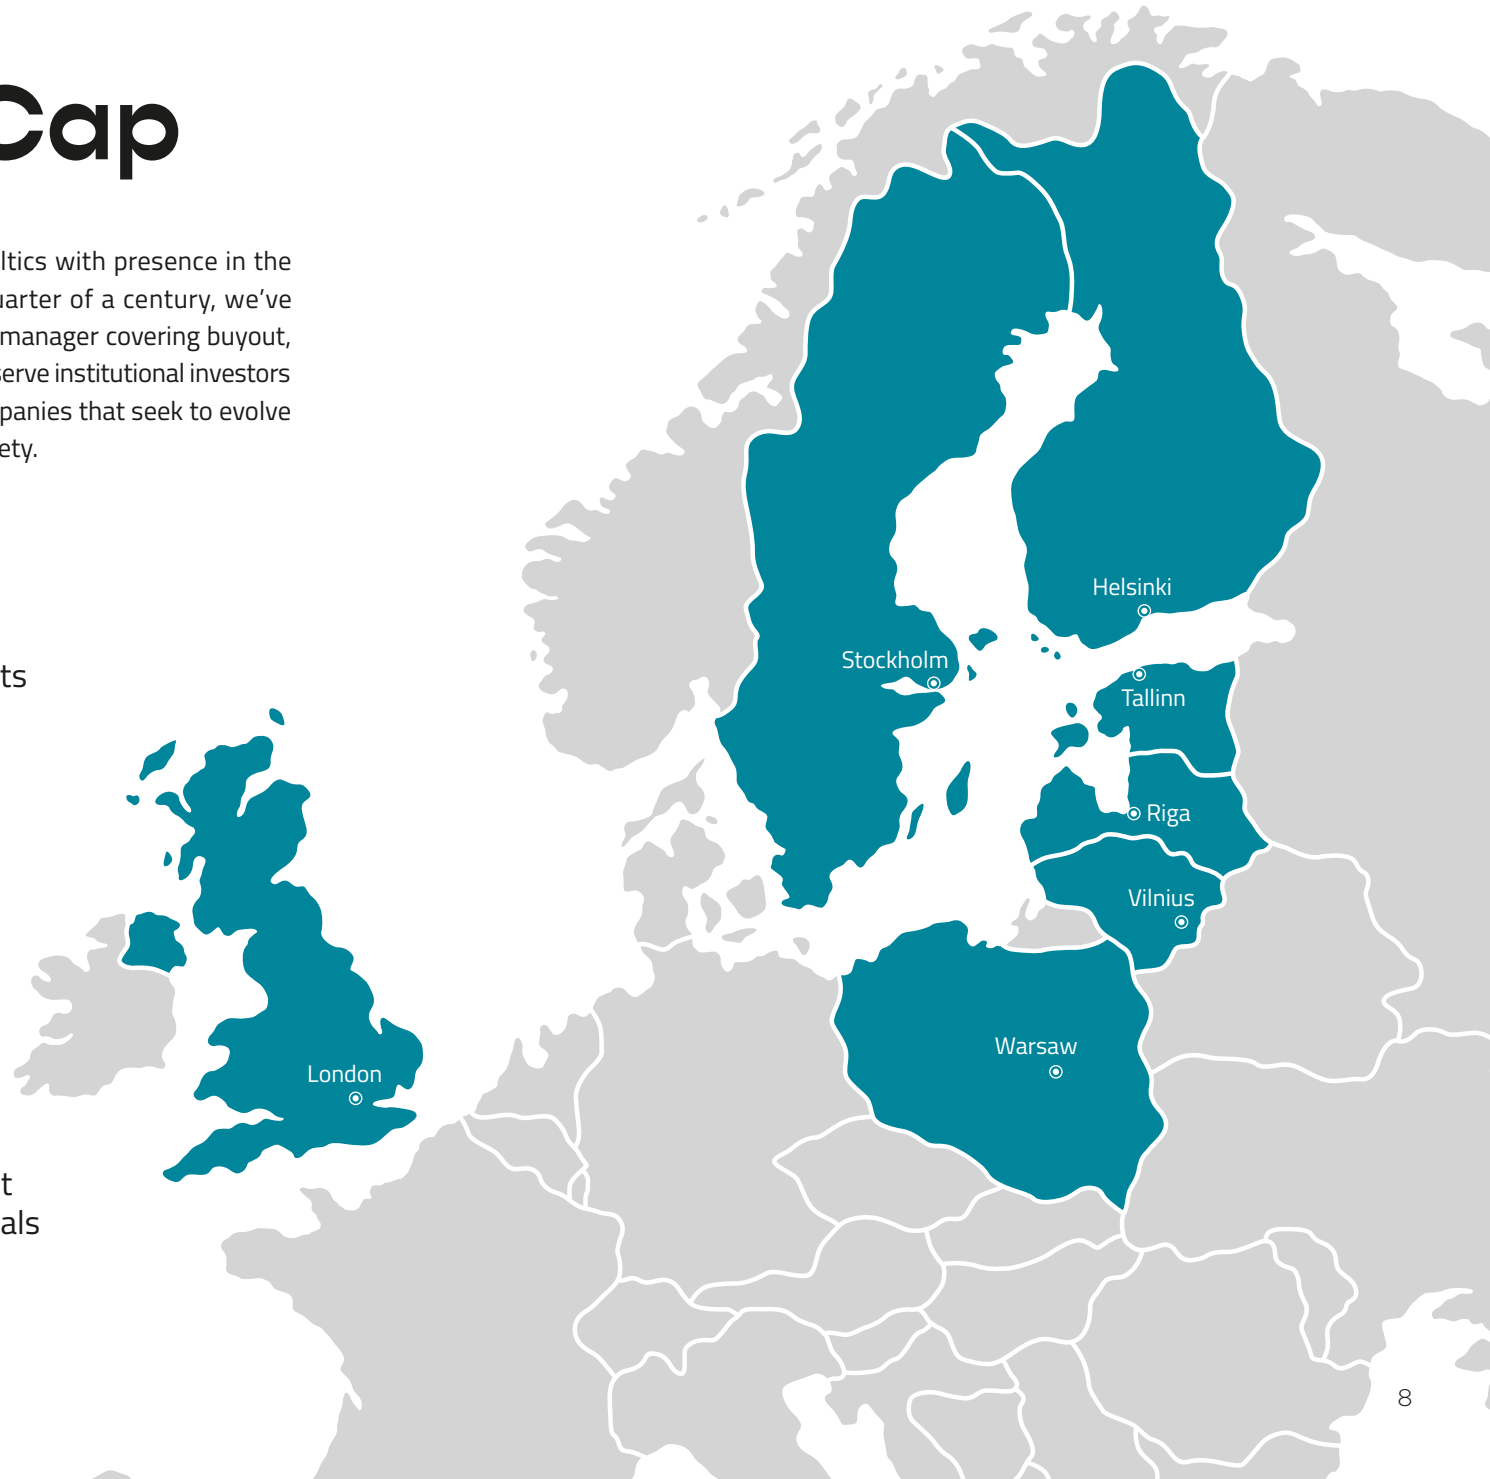 Cap
ltics with presence in the
uarter of a century, we've
manager covering buyout,
serve institutional investors
panies that seek to evolve
ety.
ts
t
als
Helsinki
Stockholm
Tallinn
Riga
Vilnius
Warsaw
London
8